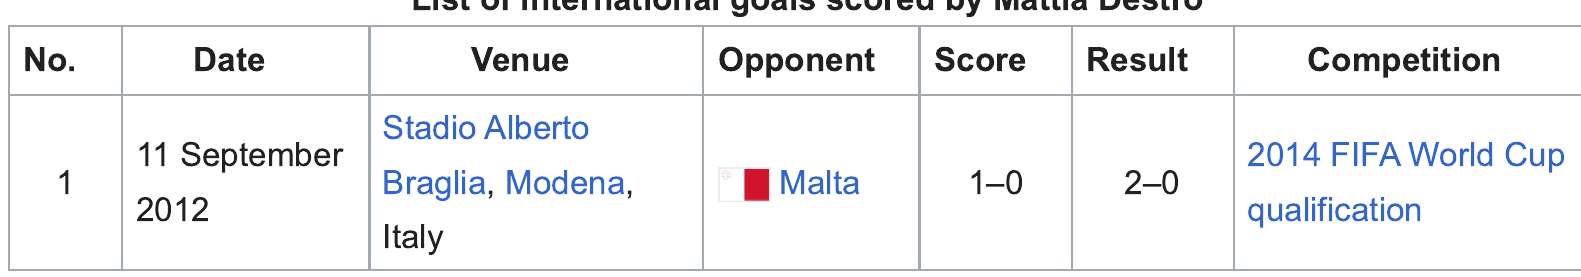 List of international goals scored by Mattia Destro
No. Date Venue Opponent Score Result Competition
1 11 September 2012 Stadio Alberto Braglia, Modena, Italy Malta 1–0 2–0 2014 FIFA World Cup qualification